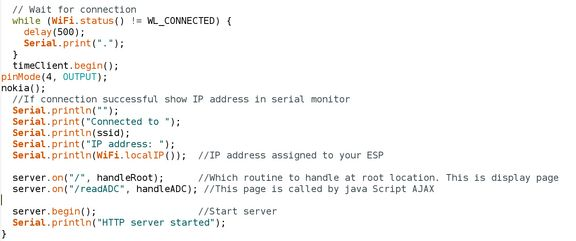 // Wait for connection
while (WiFi.status() != WL_CONNECTED) {
delay(500);
Serial.print(".");
}
timeClient.begin();
pinMode(4, OUTPUT);
nokia();
//If connection successful show IP address in serial monitor
Serial.println("");
Serial.print("Connected to ");
Serial.println(ssid);
Serial.print("IP address: ");
Serial.println(WiFi.localIP());  //IP address assigned to your ESP
server.on("/", handleRoot);      //Which routine to handle at root location. This is display page
server.on("/readADC", handleADC); //This page is called by java Script AJAX
server.begin();                  //Start server
Serial.println("HTTP server started");
}